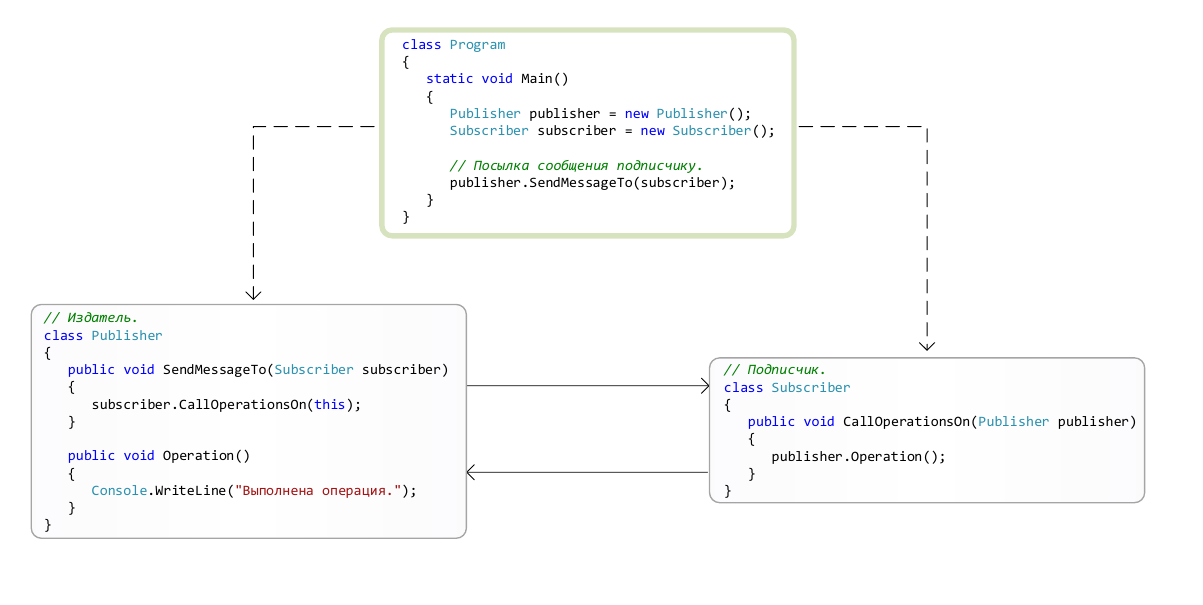 class Program
{
static void Main()
{
Publisher publisher = new Publisher();
Subscriber subscriber = new Subscriber();
// Посылка сообщения подписчику.
publisher.SendMessageTo(subscriber);
}
}
// Издатель.
class Publisher
{
public void SendMessageTo(Subscriber subscriber)
{
subscriber.CallOperationsOn(this);
}
public void Operation()
{
Console.WriteLine("Выполнена операция.");
}
}
// Подписчик.
class Subscriber
{
public void CallOperationsOn(Publisher publisher)
{
publisher.Operation();
}
}